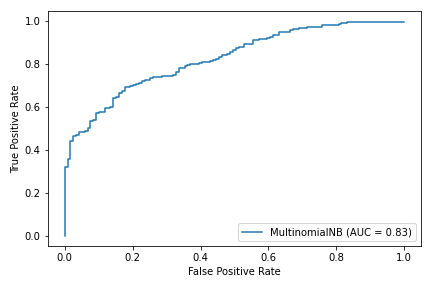 1.0
0.8
0.6
0.4
0.2
0.0
True Positive Rate
MultinomialNB (AUC = 0.83)
0.0 0.2 0.4 0.6 0.8 1.0
False Positive Rate